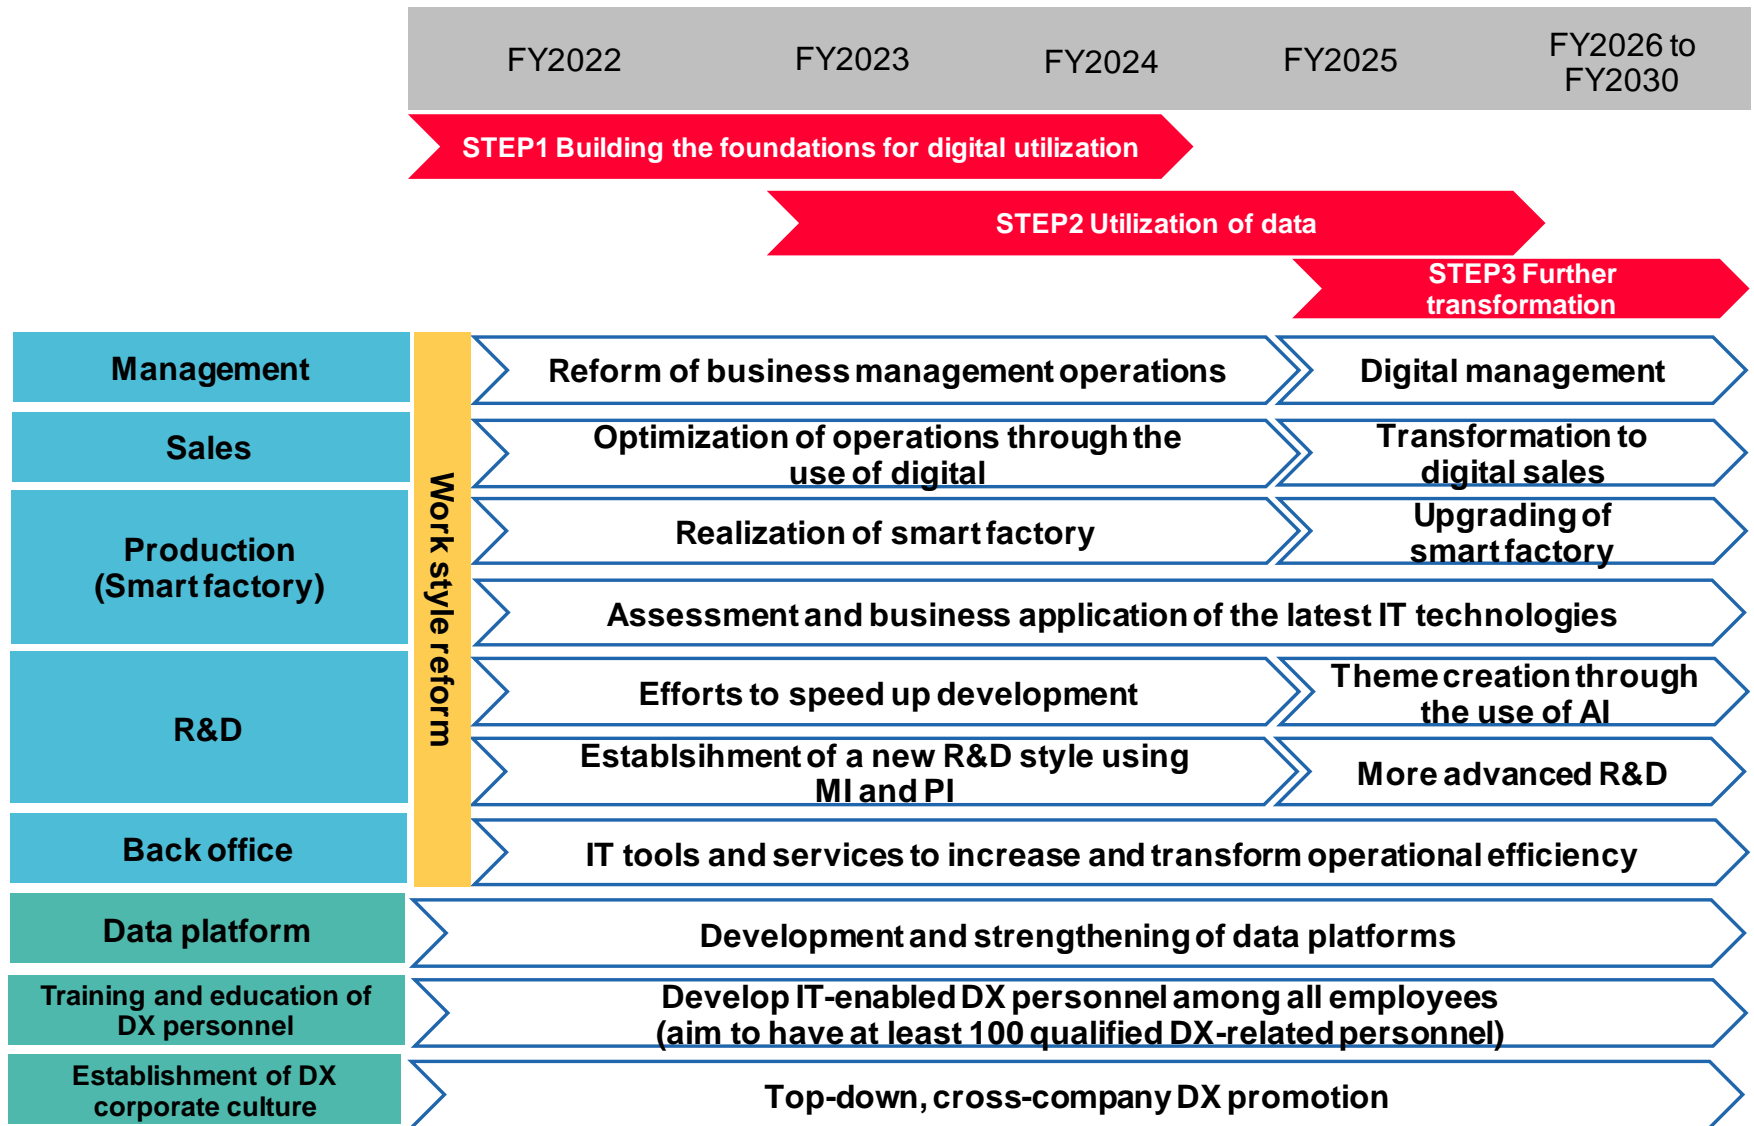 FY2022
FY2023
FY2024
FY2025
FY2026 to
FY2030
STEP1 Building the foundations for digital utilization
STEP2 Utilization of data
STEP3 Further
transformation
Work style reform
Management
Reform of business management operations
Digital management
Sales
Optimization of operations through the
use of digital
Transformation to
digital sales
Production
(Smart factory)
Realization of smart factory
Upgrading of
smart factory
Assessment and business application of the latest IT technologies
R&D
Efforts to speed up development
Theme creation through
the use of AI
Establsihment of a new R&D style using
MI and PI
More advanced R&D
Back office
IT tools and services to increase and transform operational efficiency
Data platform
Development and strengthening of data platforms
Training and education of
DX personnel
Develop IT-enabled DX personnel among all employees
(aim to have at least 100 qualified DX-related personnel)
Establishment of DX
corporate culture
Top-down, cross-company DX promotion